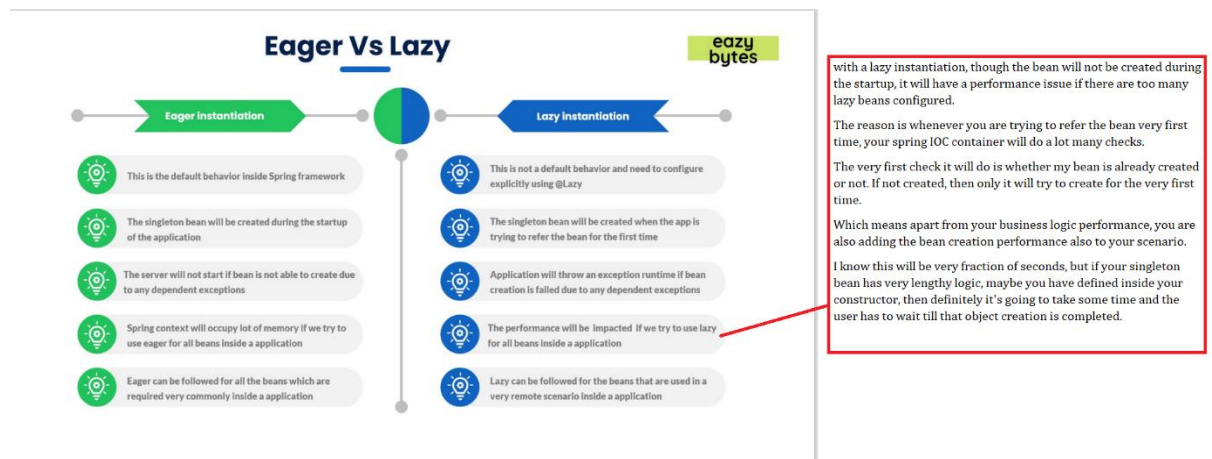 Eager Vs Lazy
eazy
bytes
Eager instantiation
This is the default behavior inside Spring framework
The singleton bean will be created during the startup
of the application
The server will not start if bean is not able to create due
to any dependent exceptions
Spring context will occupy lot of memory if we try to
use eager for all beans inside a application
Eager can be followed for all the beans which are
required very commonly inside a application
Lazy instantiation
This is not a default behavior and need to configure
explicitly using @Lazy
The singleton bean will be created when the app is
trying to refer the bean for the first time
Application will throw an exception runtime if bean
creation is failed due to any dependent exceptions
The performance will be impacted if we try to use lazy
for all beans inside a application
Lazy can be followed for the beans that are used in a
very remote scenario inside a application
with a lazy instantiation, though the bean will not be created during
the startup, it will have a performance issue if there are too many
lazy beans configured.
The reason is whenever you are trying to refer the bean very first
time, your spring IOC container will do a lot many checks.
The very first check it will do is whether my bean is already created
or not. If not created, then only it will try to create for the very first
time.
Which means apart from your business logic performance, you are
also adding the bean creation performance also to your scenario.
I know this will be very fraction of seconds, but if your singleton
bean has very lengthy logic, maybe you have defined inside your
constructor, then definitely it's going to take some time and the
user has to wait till that object creation is completed.